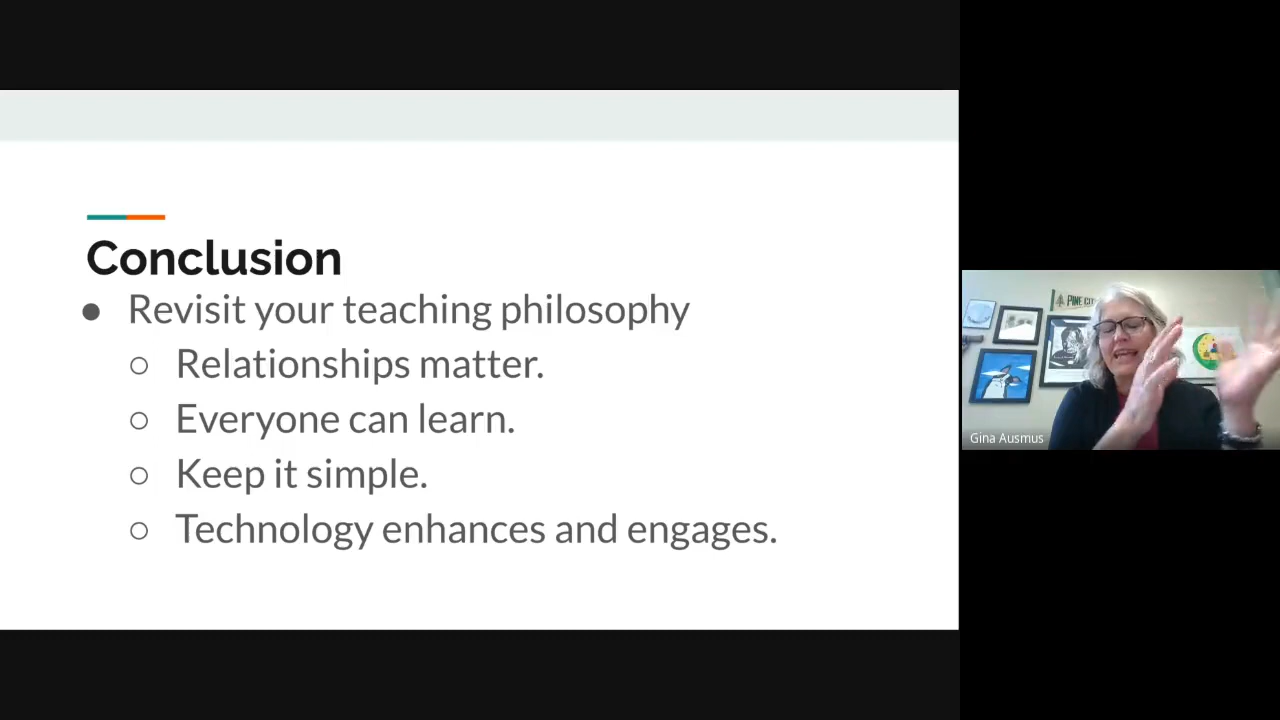 Conclusion
● Revisit your teaching philosophy
○ Relationships matter.
○ Everyone can learn.
○ Keep it simple.
○ Technology enhances and engages.
PINE
Gina Ausmus